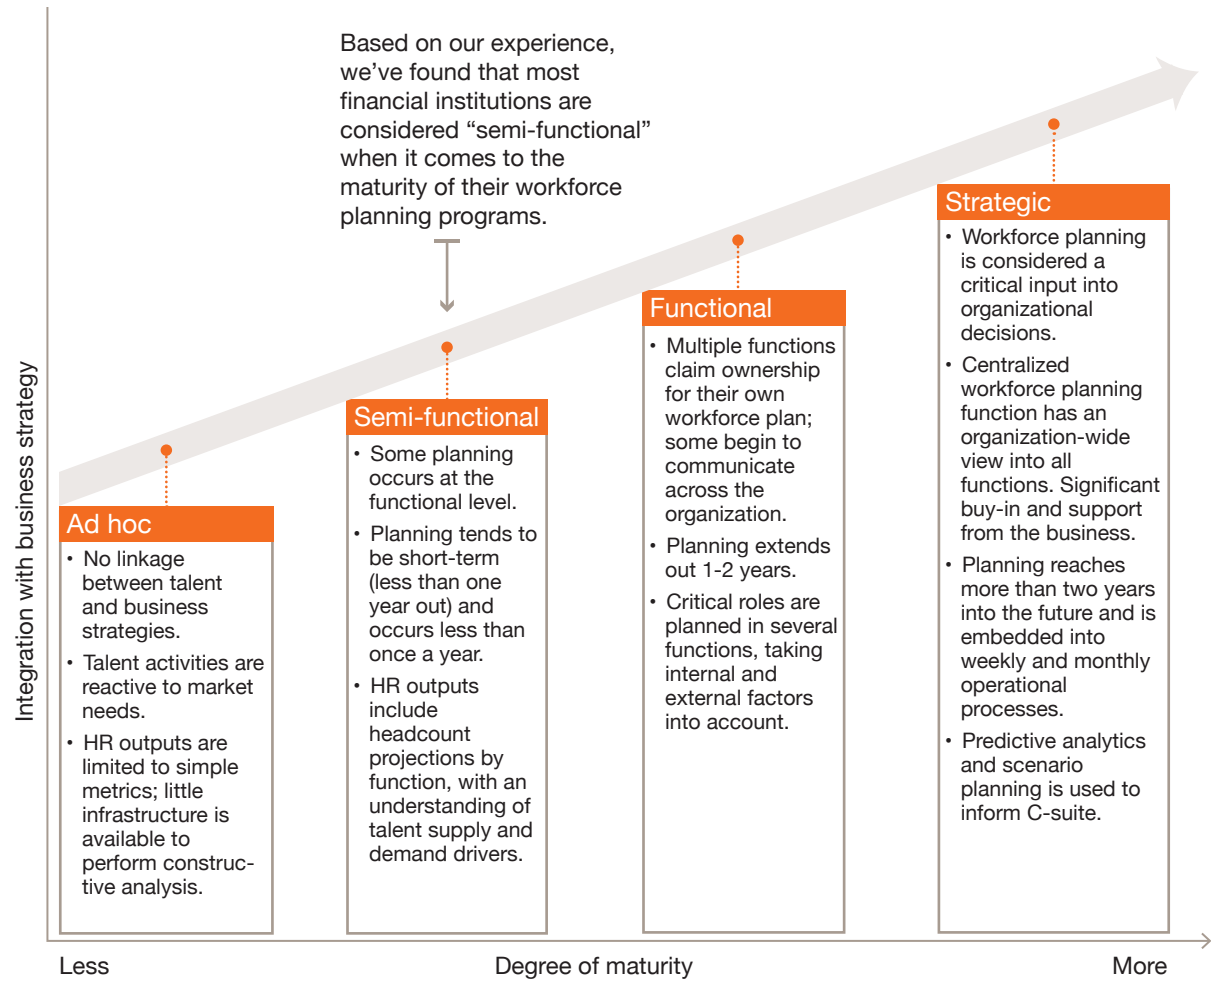 Based on our experience,
we’ve found that most
financial institutions are
considered “semi-functional”
when it comes to the
maturity of their workforce
planning programs.
Integration with business strategy
Ad hoc
• No linkage
between talent
and business
strategies.
• Talent activities are
reactive to market
needs.
• HR outputs are
limited to simple
metrics; little
infrastructure is
available to
perform construc-
tive analysis.
Semi-functional
• Some planning
occurs at the
functional level.
• Planning tends to
be short-term
(less than one
year out) and
occurs less than
once a year.
• HR outputs
include
headcount
projections by
function, with an
understanding of
talent supply and
demand drivers.
Functional
• Multiple functions
claim ownership
for their own
workforce plan;
some begin to
communicate
across the
organization.
• Planning extends
out 1-2 years.
• Critical roles are
planned in several
functions, taking
internal and
external factors
into account.
Strategic
• Workforce planning
is considered a
critical input into
organizational
decisions.
• Centralized
workforce planning
function has an
organization-wide
view into all
functions. Significant
buy-in and support
from the business.
• Planning reaches
more than two years
into the future and is
embedded into
weekly and monthly
operational
processes.
• Predictive analytics
and scenario
planning is used to
inform C-suite.
Less
Degree of maturity
More